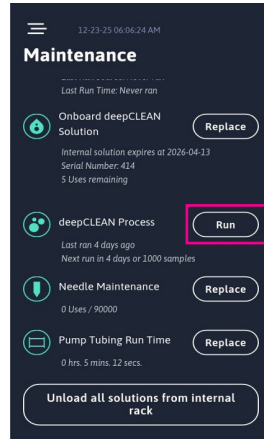 12-23-25 06:06:24 AM
Maintenance
Last Run Time: Never ran
Onboard deepCLEAN
Solution
Replace
Internal solution expires at 2026-04-13
Serial Number: 414
5 Uses remaining
deepCLEAN Process
Run
Last ran 4 days ago
Next run in 4 days or 1000 samples
Needle Maintenance
Replace
0 Uses / 90000
Pump Tubing Run Time
Replace
0 hrs. 5 mins. 12 secs.
Unload all solutions from internal
rack